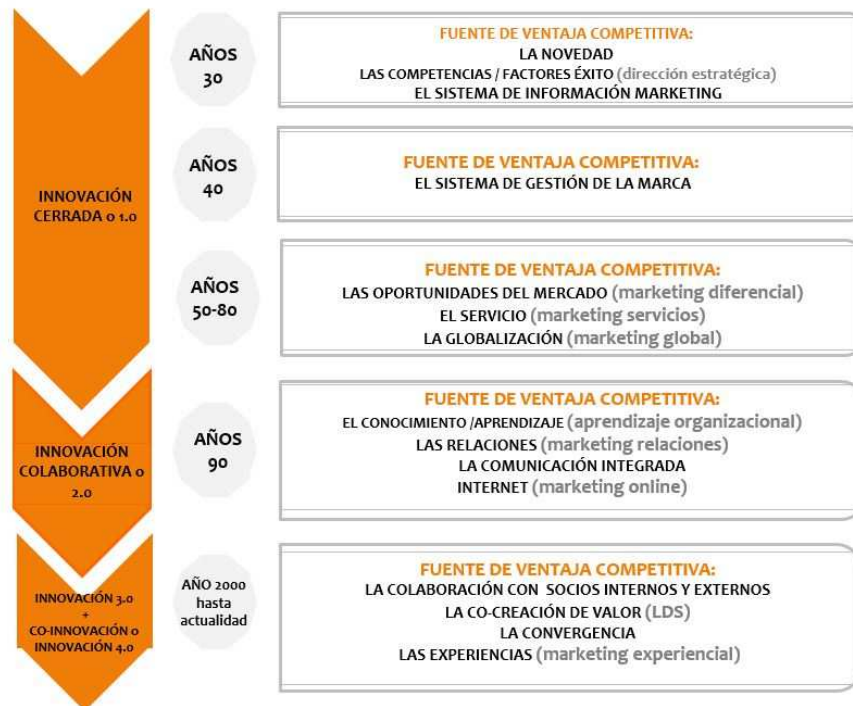 AÑOS
30
FUENTE DE VENTAJA COMPETITIVA:
LA NOVEDAD
LAS COMPETENCIAS / FACTORES ÉXITO (dirección estratégica)
EL SISTEMA DE INFORMACIÓN MARKETING
INNOVACIÓN
CERRADA o 1.0
AÑOS
40
FUENTE DE VENTAJA COMPETITIVA:
EL SISTEMA DE GESTIÓN DE LA MARCA
AÑOS
50-80
FUENTE DE VENTAJA COMPETITIVA:
LAS OPORTUNIDADES DEL MERCADO (marketing diferencial)
EL SERVICIO (marketing servicios)
LA GLOBALIZACIÓN (marketing global)
INNOVACIÓN
COLABORATIVA o
2.0
AÑOS
90
FUENTE DE VENTAJA COMPETITIVA:
EL CONOCIMIENTO /APRENDIZAJE (aprendizaje organizacional)
LAS RELACIONES (marketing relaciones)
LA COMUNICACIÓN INTEGRADA
INTERNET (marketing online)
INNOVACIÓN 3.0
+
CO-INNOVACIÓN o
INNOVACIÓN 4.0
AÑO 2000
hasta
actualidad
FUENTE DE VENTAJA COMPETITIVA:
LA COLABORACIÓN CON SOCIOS INTERNOS Y EXTERNOS
LA CO-CREACIÓN DE VALOR (LDS)
LA CONVERGENCIA
LAS EXPERIENCIAS (marketing experiencial)